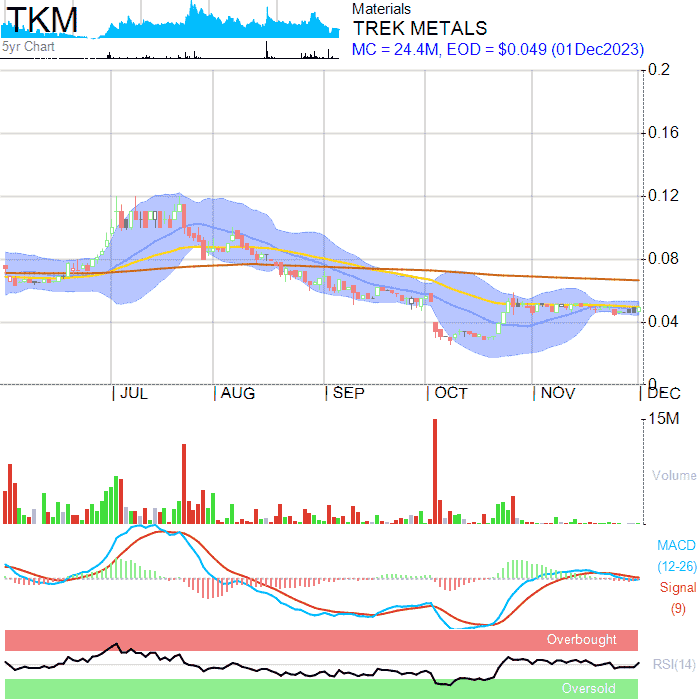 TKM
5yr Chart
Materials
TREK METALS
MC = 24.4M, EOD = $0.049 (01Dec2023)
0.2
0.16
0.12
0.08
0.04
0
JUL AUG SEP OCT NOV DEC
15M
Volume
MACD
(12-26)
Signal
(9)
Overbought
RSI(14)
Oversold